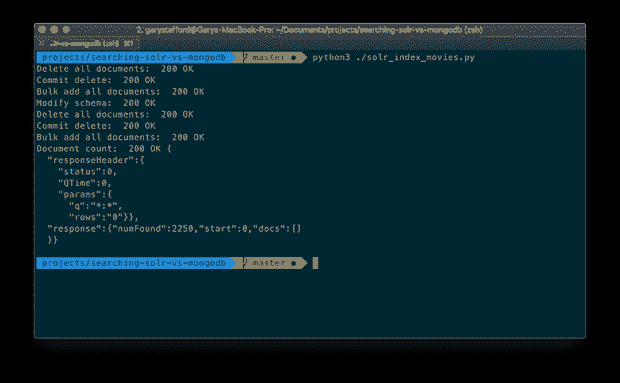 2. garystafford@Garys-MacBook-Pro: ~/Documents/projects/searching-solr-vs-mongodb (zsh)
..-vs-mongodb (zsh)
projects/searching-solr-vs-mongodb master ● python3 ./solr_index_movies.py
Delete all documents:  200 OK
Commit delete:  200 OK
Bulk add all documents:  200 OK
Modify schema:  200 OK
Delete all documents:  200 OK
Commit delete:  200 OK
Bulk add all documents:  200 OK
Document count:  200 OK {
  "responseHeader":{
    "status":0,
    "QTime":0,
    "params":{
      "q":"*:*",
      "rows":"0"}},
  "response":{"numFound":2250,"start":0,"docs":[]
  }}
projects/searching-solr-vs-mongodb master ●